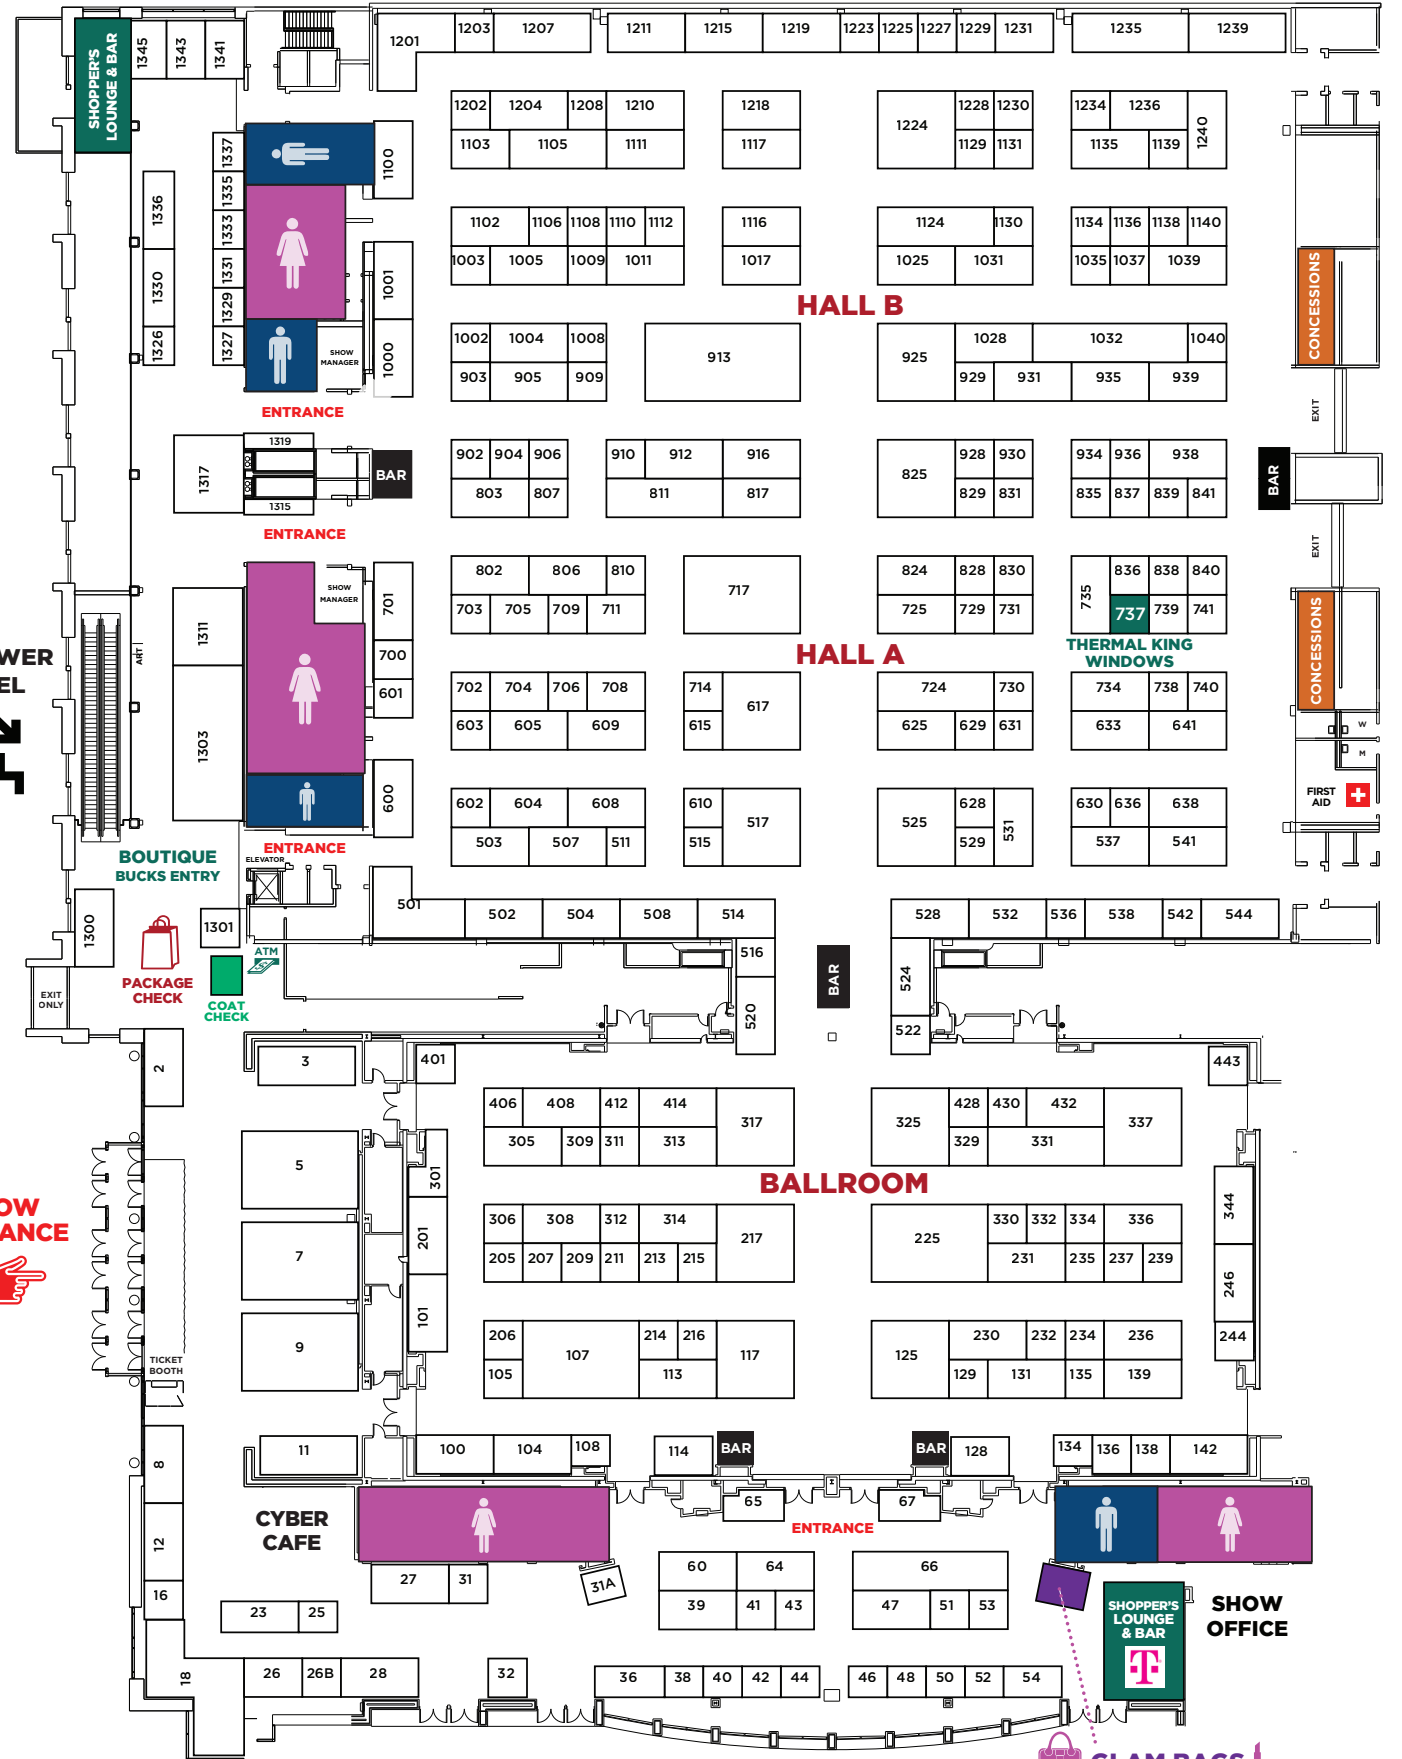 1201
1203 1207 1211 1215 1219 1223 1225 1227 1229 1231 1235 1239
SHOPPER'S
LOUNGE & BAR
1345 1343 1341
1202 1204 1208 1210 1218 1224 1228 1230 1234 1236 1240
1103 1105 1111 1117 1129 1131 1135 1139
1337 1100
1335
1336 1333
1102 1106 1108 1110 1112 1116 1124 1130 1134 1136 1138 1140
1003 1005 1009 1011 1017 1025 1031 1035 1037 1039
1331 1001
1330 1329
HALL B
CONCESSIONS
1326 1327
SHOW
MANAGER
1000
1002 1004 1008 913 925 1028 1032 1040
903 905 909 929 931 935 939
ENTRANCE
EXIT
1319
1317
BAR
1315
902 904 906 910 912 916 825 928 930 934 936 938
803 807 811 817 829 831 835 837 839 841
BAR
ENTRANCE
EXIT
SHOW
MANAGER
701
802 806 810 717 824 828 830 735 836 838 840
703 705 709 711 725 729 731 737 739 741
THERMAL KING
WINDOWS
1311
ART
700
HALL A
CONCESSIONS
WER
EL
601
702 704 706 708 714 617 724 730 734 738 740
603 605 609 615 625 629 631 633 641
W
M
1303
600
602 604 608 610 517 525 628 531 630 636 638
503 507 511 515 529 537 541
FIRST
AID
ENTRANCE
BOUTIQUE
BUCKS ENTRY
ELEVATOR
501 502 504 508 514 528 532 536 538 542 544
1300
1301
516
520
BAR
524
522
ATM
PACKAGE
CHECK
COAT
CHECK
EXIT
ONLY
2
3
401
443
406 408 412 414 317 325 428 430 432 337
305 309 311 313 329 331
5
301
BALLROOM
344
OW
ANCE
306 308 312 314 217 225 330 332 334 336
205 207 209 211 213 215 231 235 237 239
201
7
246
101
206 107 214 216 117 125 230 232 234 236
105 113 129 131 135 139
244
9
TICKET
BOOTH
8
11
100 104 108 114 BAR BAR 128 134 136 138 142
65 67
ENTRANCE
CYBER
CAFE
12
16
27 31
31A
60 64 66
39 41 43 47 51 53
23 25
SHOPPER'S
LOUNGE
& BAR
T
SHOW
OFFICE
18
26 26B 28 32 36 38 40 42 44 46 48 50 52 54
GLAM BAGS